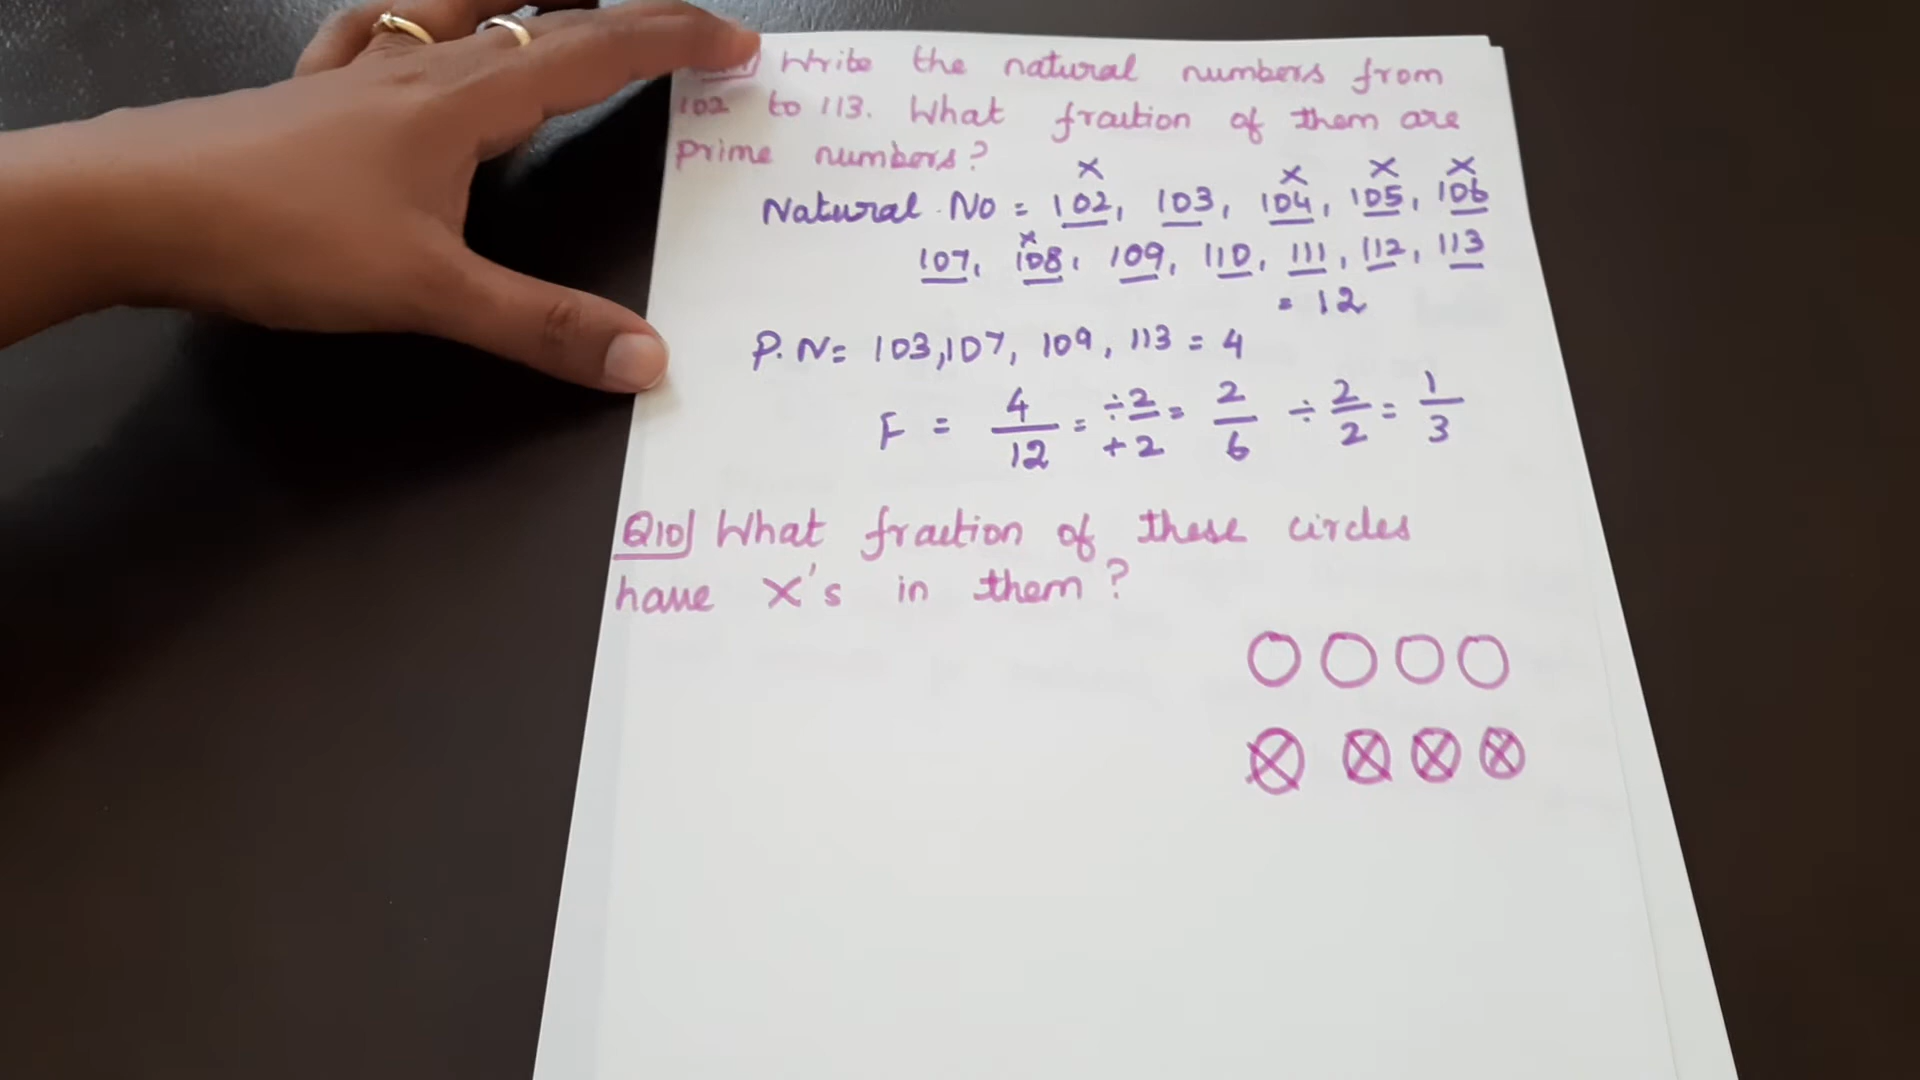 Write the natural numbers from
102 to 113. What fraction of them are
Prime numbers?
x x x x
Natural No = 102, 103, 104, 105, 106
x
107, 108, 109, 110, 111, 112, 113
= 12
P.N = 103,107, 109, 113 = 4
F = 4/12 = ÷2/+2 = 2/6 ÷ 2/2 = 1/3
Q10) What fraction of these circles
have X's in them?